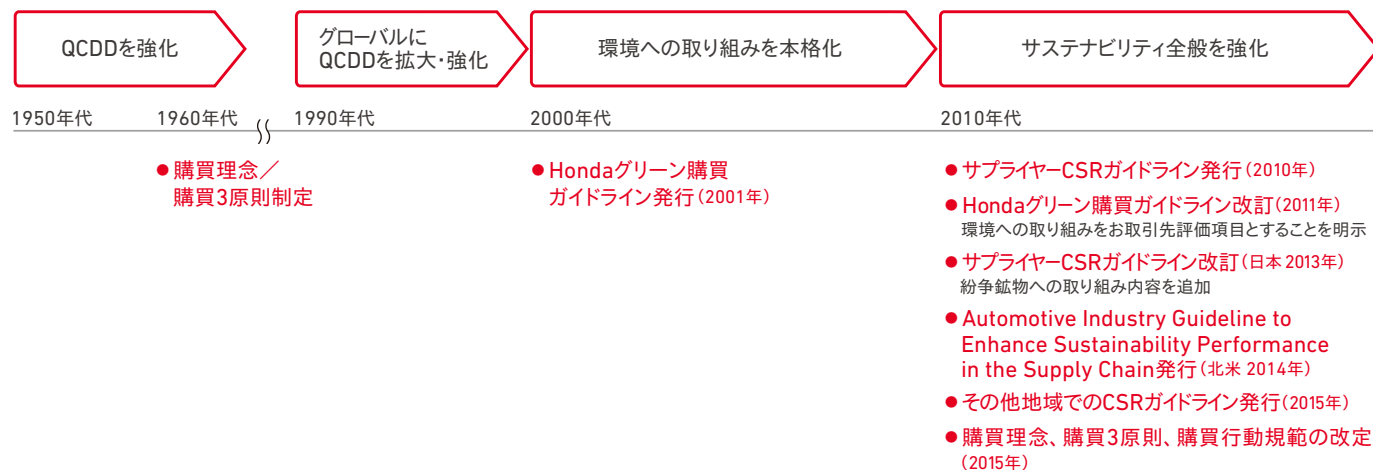 QCDDを強化
グローバルに
QCDDを拡大・強化
環境への取り組みを本格化
サステナビリティ全般を強化
1950年代
1960年代
1990年代
2000年代
2010年代
●購買理念／
購買3原則制定
●Hondaグリーン購買
ガイドライン発行(2001年)
●サプライヤーCSRガイドライン発行(2010年)
●Hondaグリーン購買ガイドライン改訂(2011年)
環境への取り組みをお取引先評価項目とすることを明示
●サプライヤーCSRガイドライン改訂(日本 2013年)
紛争鉱物への取り組み内容を追加
●Automotive Industry Guideline to
Enhance Sustainability Performance
in the Supply Chain発行(北米 2014年)
●その他地域でのCSRガイドライン発行(2015年)
●購買理念、購買3原則、購買行動規範の改定
(2015年)